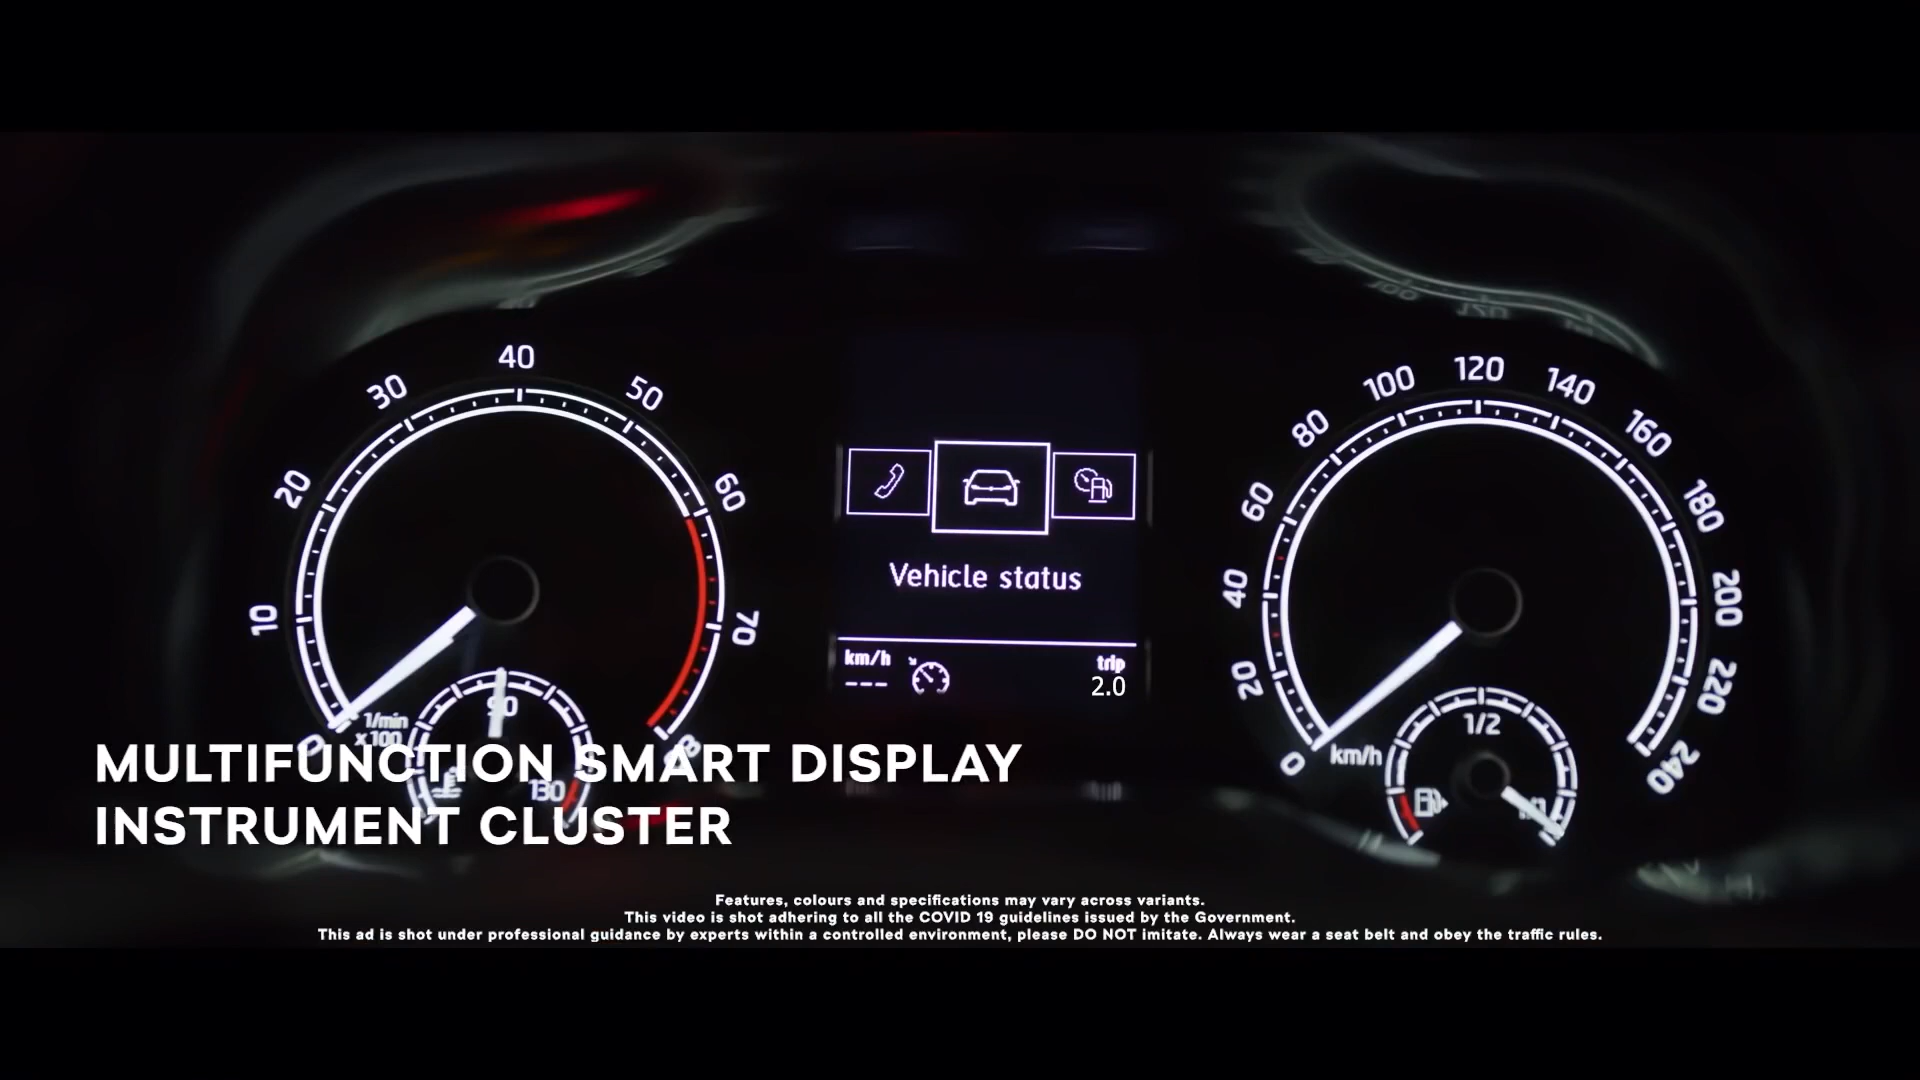 40
30
50
20
60
10
70
0
80
1/min
x100
90
130
Vehicle status
km/h
---
trip
2.0
120
100
140
80
160
60
180
40
200
20
220
0
240
km/h
1/2
MULTIFUNCTION SMART DISPLAY
INSTRUMENT CLUSTER
Features, colours and specifications may vary across variants.
This video is shot adhering to all the COVID 19 guidelines issued by the Government.
This ad is shot under professional guidance by experts within a controlled environment, please DO NOT imitate. Always wear a seat belt and obey the traffic rules.